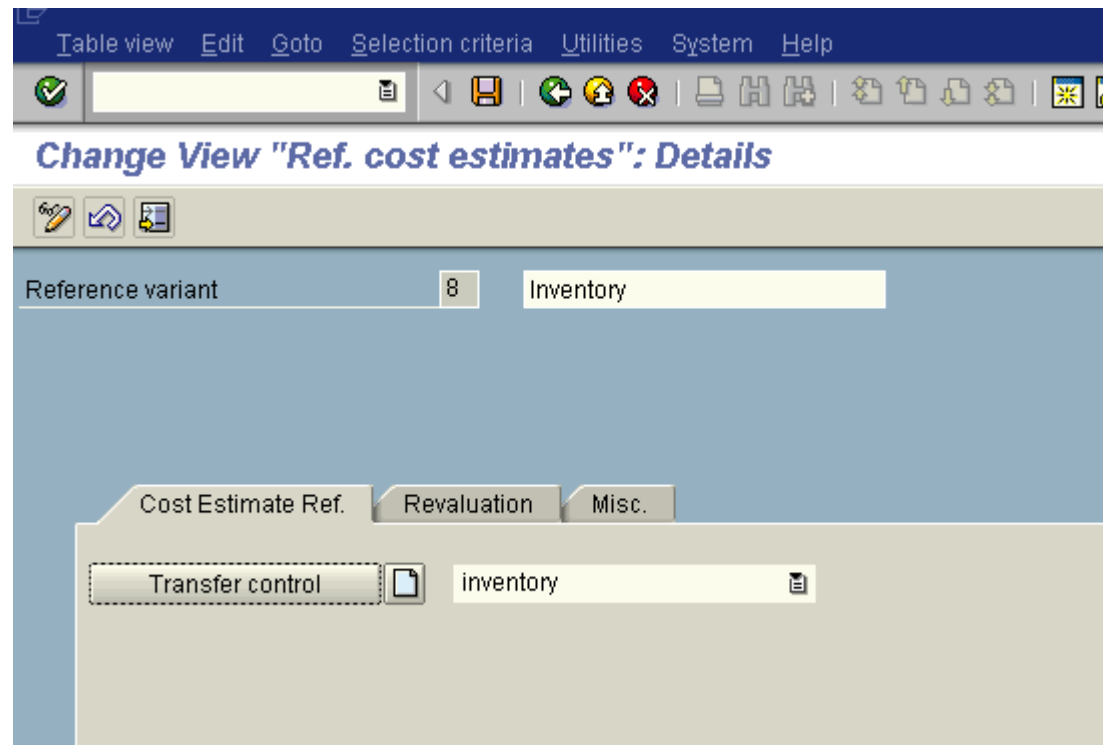 Table view Edit Goto Selection criteria Utilities System Help
Change View "Ref. cost estimates": Details
Reference variant 8 Inventory
Cost Estimate Ref. Revaluation Misc.
Transfer control inventory